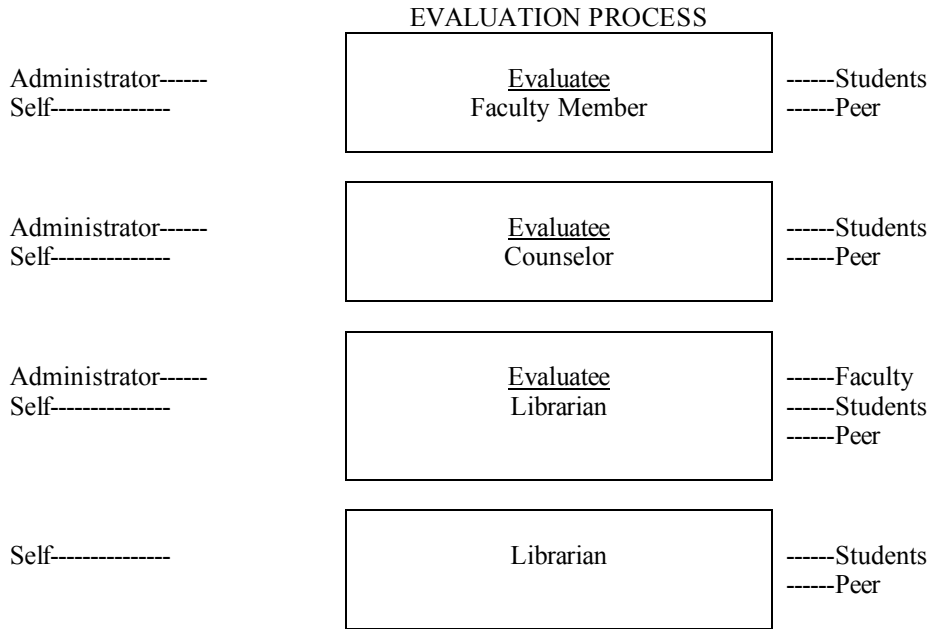 EVALUATION PROCESS
Administrator------ Evaluatee ------Students
Self--------------- Faculty Member ------Peer
Administrator------ Evaluatee ------Students
Self--------------- Counselor ------Peer
Administrator------ Evaluatee ------Faculty
Self--------------- Librarian ------Students
------Peer
Self--------------- Librarian ------Students
------Peer